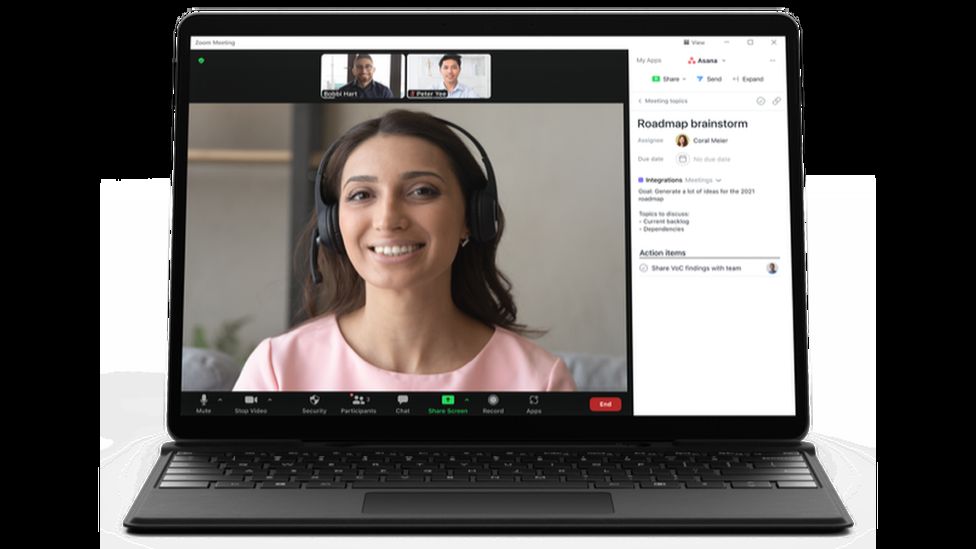 Zoom Meeting
View
Bobbi Hart
Peter Yee
My Apps
Asana
Share
Send
Expand
Meeting topics
Roadmap brainstorm
Assignee
Coral Meier
Due date
No due date
Integrations Meetings
Goal: Generate a lot of ideas for the 2021
roadmap
Topics to discuss:
- Current backlog
- Dependencies
Action items
Share VoC findings with team
Mute
Stop Video
Security
Participants
3
Chat
Share Screen
Record
Apps
End